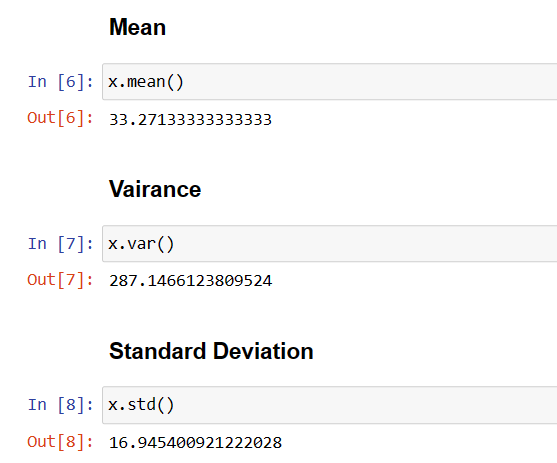 Mean
In [6]: x.mean()
Out[6]: 33.27133333333333
Vairance
In [7]: x.var()
Out[7]: 287.1466123809524
Standard Deviation
In [8]: x.std()
Out[8]: 16.945400921222028